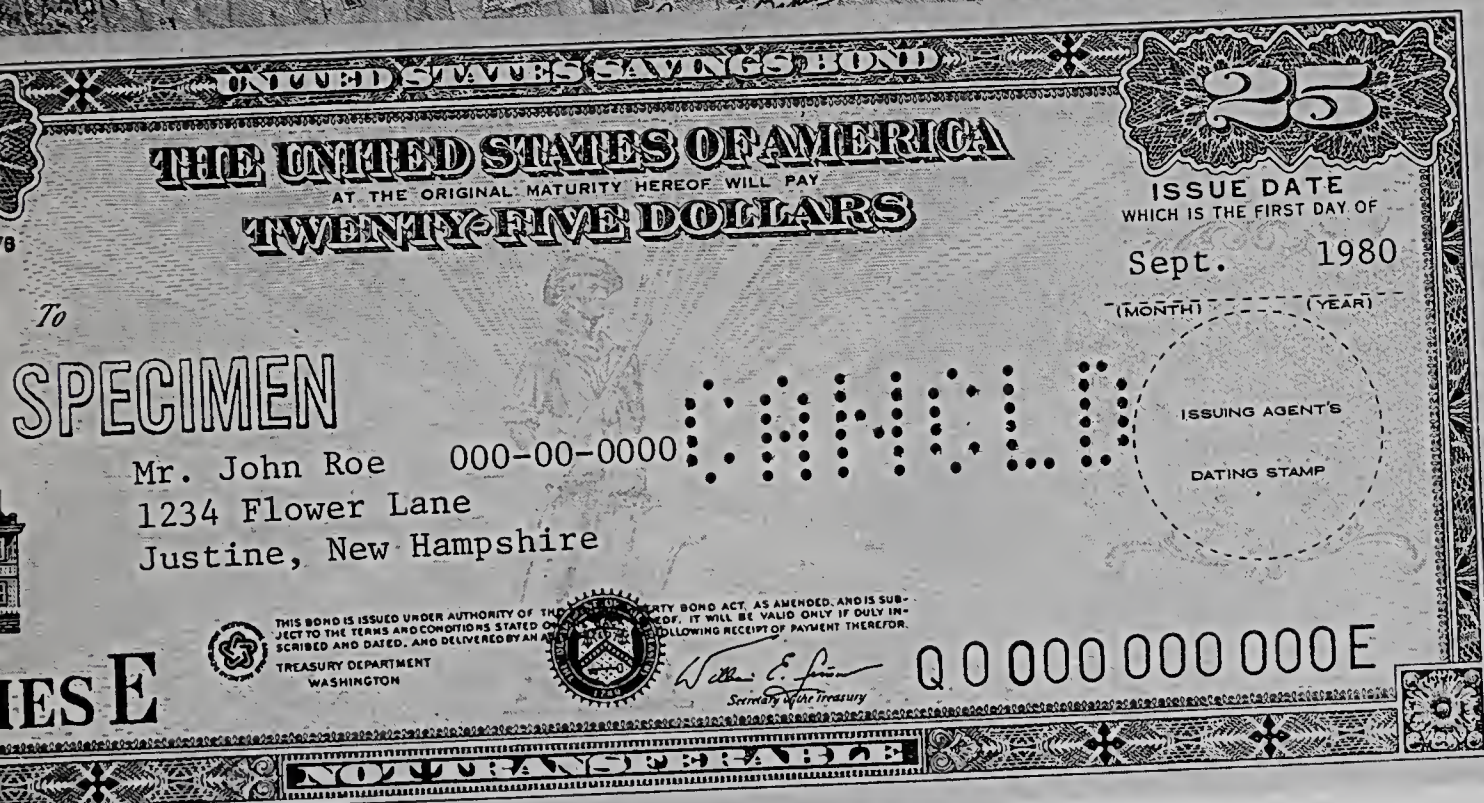 UNITED STATES SAVINGS BOND
25
THE UNITED STATES OF AMERICA
AT THE ORIGINAL MATURITY HEREOF WILL PAY
TWENTY-FIVE DOLLARS
ISSUE DATE
WHICH IS THE FIRST DAY OF
Sept. 1980
(MONTH) (YEAR)
To
SPECIMEN
CANCLD
Mr. John Roe 000-00-0000
1234 Flower Lane
Justine, New Hampshire
ISSUING AGENT'S
DATING STAMP
THIS BOND IS ISSUED UNDER AUTHORITY OF TH RTY BOND ACT, AS AMENDED, AND IS SUB-
JECT TO THE TERMS AND CONDITIONS STATED O EOF. IT WILL BE VALID ONLY IF DULY IN-
SCRIBED AND DATED, AND DELIVERED BY AN A OLLOWING RECEIPT OF PAYMENT THEREFOR.
TREASURY DEPARTMENT
WASHINGTON
1789
Secretary of the Treasury
Q 0 000 000 000 E
IES E
NOT TRANSFERABLE